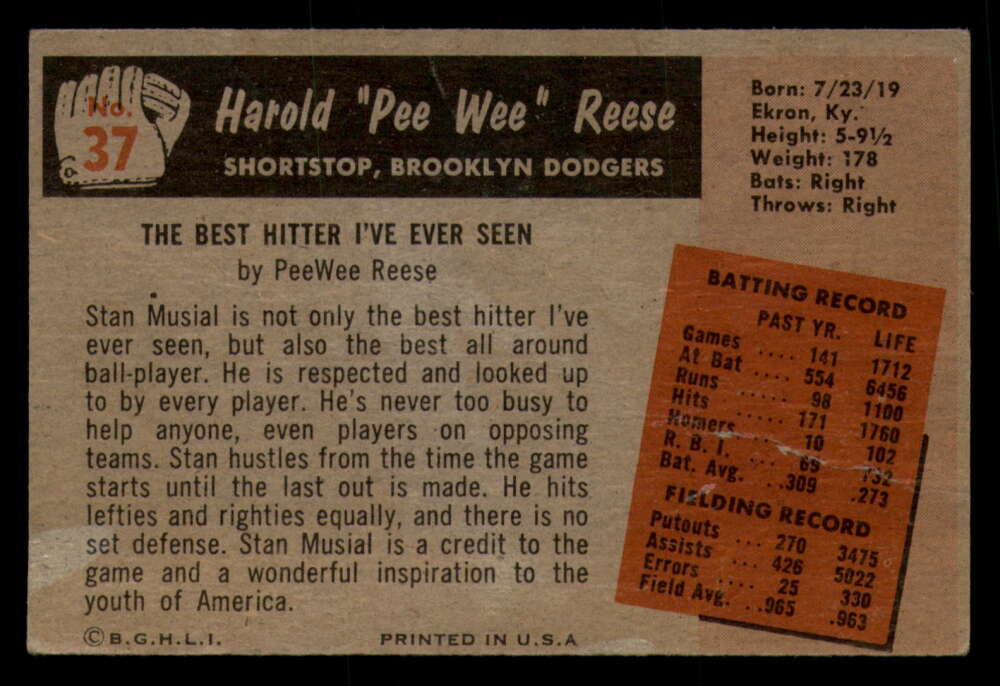 No.
37
Harold "Pee Wee" Reese
SHORTSTOP, BROOKLYN DODGERS
Born: 7/23/19
Ekron, Ky.
Height: 5-9½
Weight: 178
Bats: Right
Throws: Right
THE BEST HITTER I'VE EVER SEEN
by PeeWee Reese
Stan Musial is not only the best hitter I've
ever seen, but also the best all around
ball-player. He is respected and looked up
to by every player. He's never too busy to
help anyone, even players on opposing
teams. Stan hustles from the time the game
starts until the last out is made. He hits
lefties and righties equally, and there is no
set defense. Stan Musial is a credit to the
game and a wonderful inspiration to the
youth of America.
BATTING RECORD
PAST YR. LIFE
Games .... 141 1712
At Bat .... 554 6456
Runs .... 98 1100
Hits .... 171 1760
Homers ... 10 102
R. B. I. ... 69
Bat. Avg. .. .309 .273
FIELDING RECORD
Putouts ... 270 3475
Assists ... 426 5022
Errors .... 25 330
Field Avg. .. .965 .963
© B.G.H.L.I. PRINTED IN U.S.A